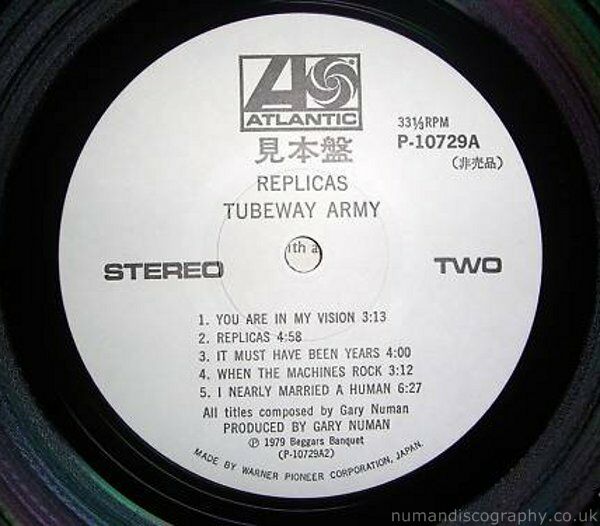 ATLANTIC
33⅓RPM
P-10729A
見本盤
(非売品)
REPLICAS
TUBEWAY ARMY
ith a
STEREO
TWO
1. YOU ARE IN MY VISION 3:13
2. REPLICAS 4:58
3. IT MUST HAVE BEEN YEARS 4:00
4. WHEN THE MACHINES ROCK 3:12
5. I NEARLY MARRIED A HUMAN 6:27
All titles composed by Gary Numan
PRODUCED BY GARY NUMAN
Ⓟ 1979 Beggars Banquet
(P-10729A2)
MADE BY WARNER PIONEER CORPORATION, JAPAN.
numandiscography.co.uk